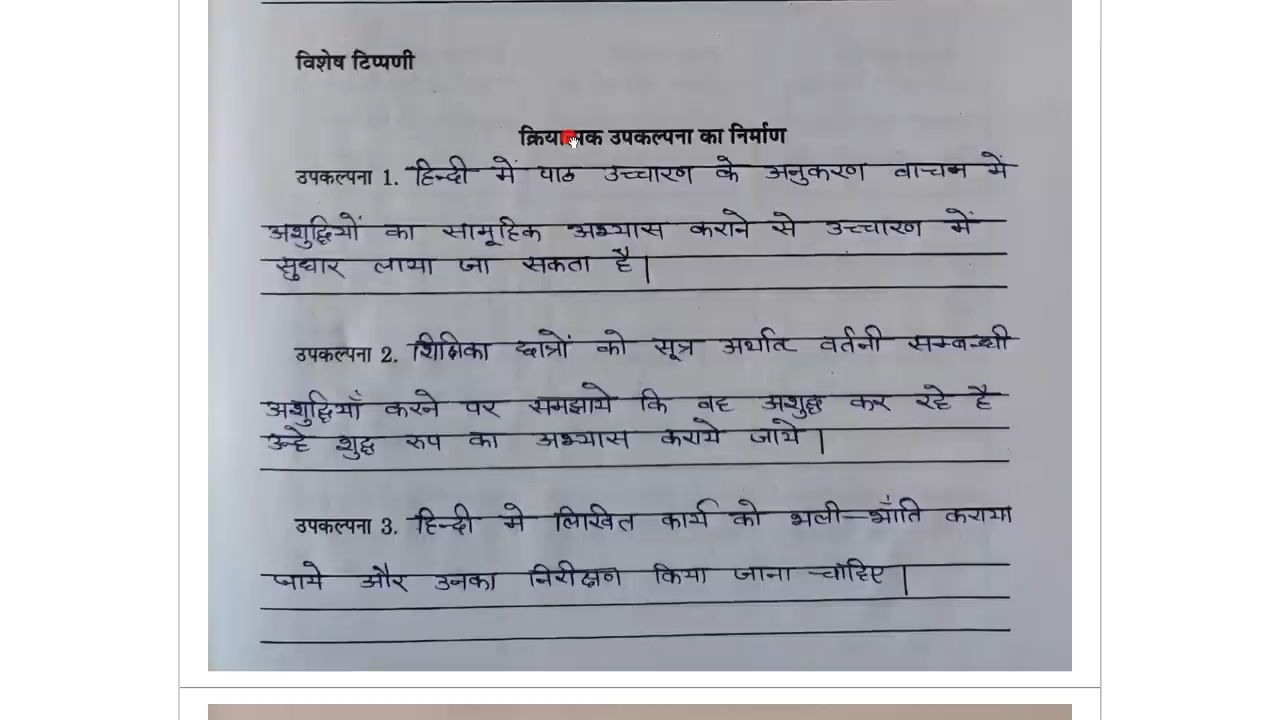 विशेष टिप्पणी
क्रियात्मक उपकल्पना का निर्माण
उपकल्पना 1. हिन्दी में पाठ उच्चारण के अनुकरण वाचन में
अशुद्धियों का सामूहिक अभ्यास कराने से उच्चारण में
सुधार लाया जा सकता है|
उपकल्पना 2. शिक्षिका छात्रों को सूत्र अर्थात वर्तनी सम्बन्धी
अशुद्धियाँ करने पर समझाये कि वह अशुद्ध कर रहे है
उन्हे शुद्ध रुप का अभ्यास कराये जाये|
उपकल्पना 3. हिन्दी मे लिखित कार्य को भली-भाँति कराया
जाये और उनका निरीक्षण किया जाना चाहिए|